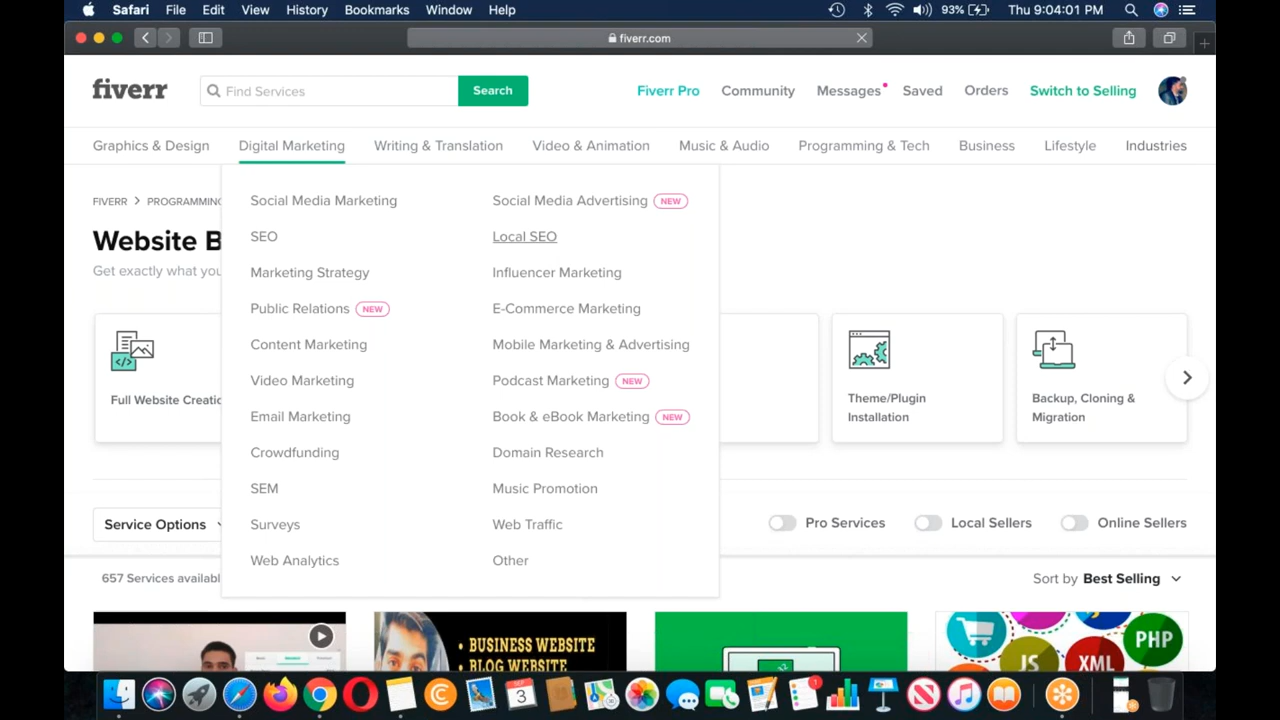 Safari File Edit View History Bookmarks Window Help 93% Thu 9:04:01 PM
fiverr.com
fiverr Find Services Search Fiverr Pro Community Messages Saved Orders Switch to Selling
Graphics & Design Digital Marketing Writing & Translation Video & Animation Music & Audio Programming & Tech Business Lifestyle Industries
FIVERR > PROGRAMMING
Website B
Get exactly what you
Social Media Marketing
SEO
Marketing Strategy
Public Relations NEW
Content Marketing
Video Marketing
Email Marketing
Crowdfunding
SEM
Surveys
Web Analytics
Social Media Advertising NEW
Local SEO
Influencer Marketing
E-Commerce Marketing
Mobile Marketing & Advertising
Podcast Marketing NEW
Book & eBook Marketing NEW
Domain Research
Music Promotion
Web Traffic
Other
Full Website Creatio
Theme/Plugin
Installation
Backup, Cloning &
Migration
Service Options Pro Services Local Sellers Online Sellers
657 Services availabl
Sort by Best Selling
• BUSINESS WEBSITE
• BLOG WEBSITE
JS
XML
PHP
3
1